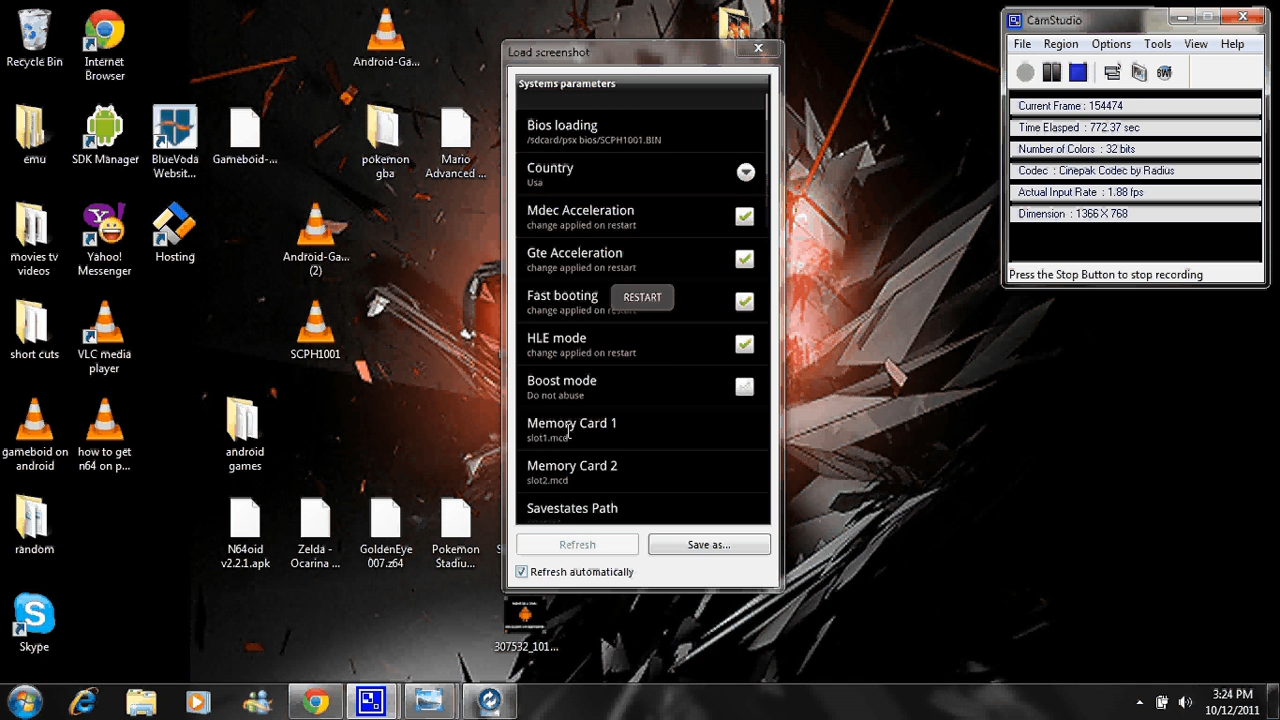 Recycle Bin
Internet
Browser
Android-Ga...
emu
SDK Manager
BlueVoda
Websit...
Gameboid-...
pokemon
gba
Mario
Advanced ...
movies tv
videos
Yahoo!
Messenger
Hosting
Android-Ga...
(2)
short cuts
VLC media
player
SCPH1001
gameboid on
android
how to get
n64 on p...
android
games
random
N64oid
v2.2.1.apk
Zelda -
Ocarina ...
GoldenEye
007.z64
Pokemon
Stadiu...
Skype
307532_101...
Load screenshot
Systems parameters
Bios loading
/sdcard/psx bios/SCPH1001.BIN
Country
Usa
Mdec Acceleration
change applied on restart
Gte Acceleration
change applied on restart
Fast booting
change applied on restart
RESTART
HLE mode
change applied on restart
Boost mode
Do not abuse
Memory Card 1
slot1.mcd
Memory Card 2
slot2.mcd
Savestates Path
Refresh
Save as...
Refresh automatically
CamStudio
File Region Options Tools View Help
Current Frame : 154474
Time Elasped : 772.37 sec
Number of Colors : 32 bits
Codec : Cinepak Codec by Radius
Actual Input Rate : 1.88 fps
Dimension : 1366 X 768
Press the Stop Button to stop recording
3:24 PM
10/12/2011